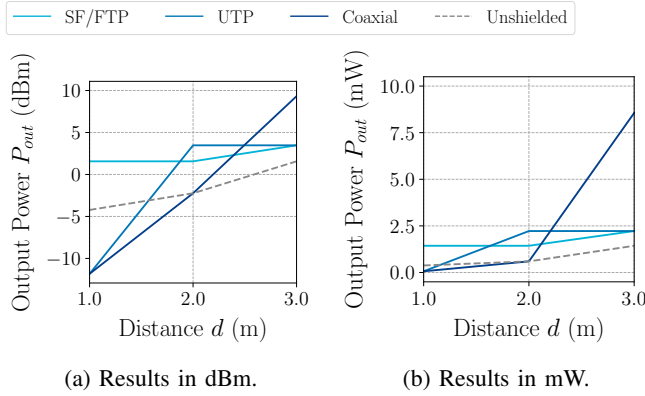 SF/FTP UTP Coaxial Unshielded
Output Power P_out (dBm)
10
5
0
−5
−10
1.0 2.0 3.0
Distance d (m)
(a) Results in dBm.
Output Power P_out (mW)
10.0
7.5
5.0
2.5
0.0
1.0 2.0 3.0
Distance d (m)
(b) Results in mW.